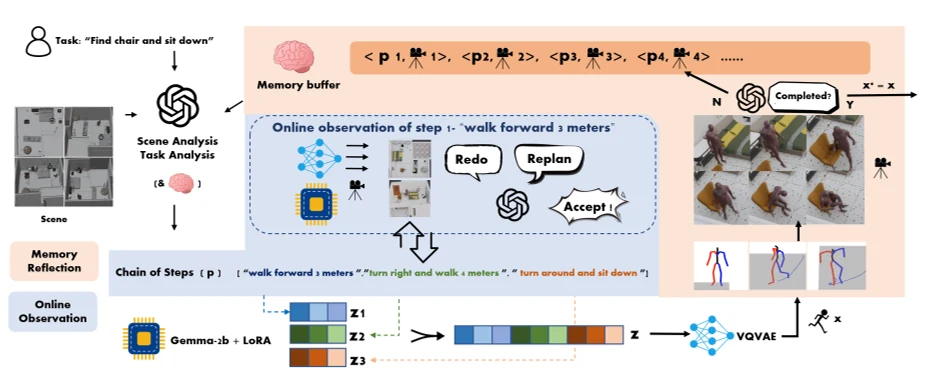 Task: "Find chair and sit down"
< p 1, 1>, <p2, 2>, <p3, 3>, <p4, 4> ......
Memory buffer
N
Completed?
Y
x* = x
Scene Analysis
Task Analysis
(& )
Scene
Online observation of step 1- "walk forward 3 meters"
Redo
Replan
Accept !
Memory
Reflection
Chain of Steps ( p ) [ "walk forward 3 meters "."turn right and walk 4 meters ". " turn around and sit down "]
Online
Observation
Gemma-2b + LoRA
z1
z2
z3
z
VQVAE
x